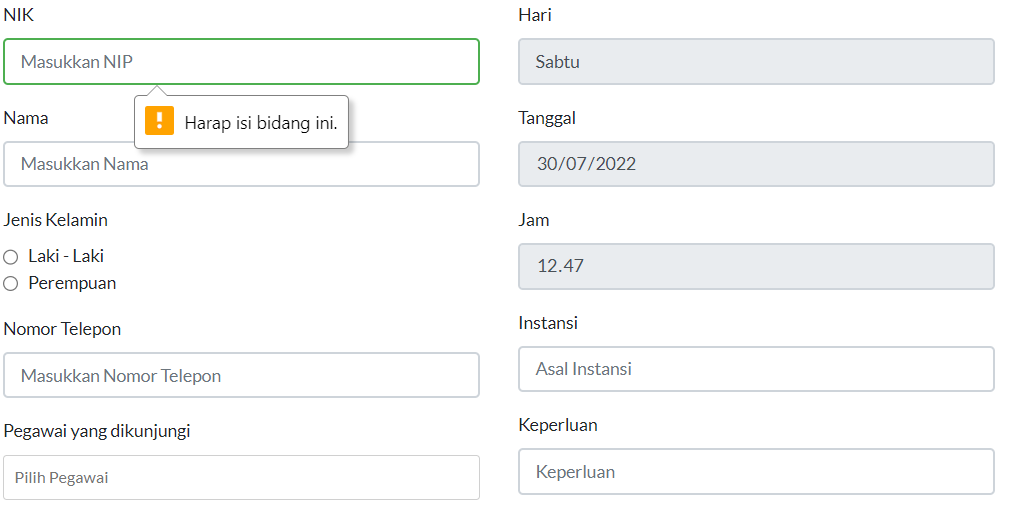 NIK
Masukkan NIP
Harap isi bidang ini.
Nama
Masukkan Nama
Jenis Kelamin
Laki - Laki
Perempuan
Nomor Telepon
Masukkan Nomor Telepon
Pegawai yang dikunjungi
Pilih Pegawai
Hari
Sabtu
Tanggal
30/07/2022
Jam
12.47
Instansi
Asal Instansi
Keperluan
Keperluan